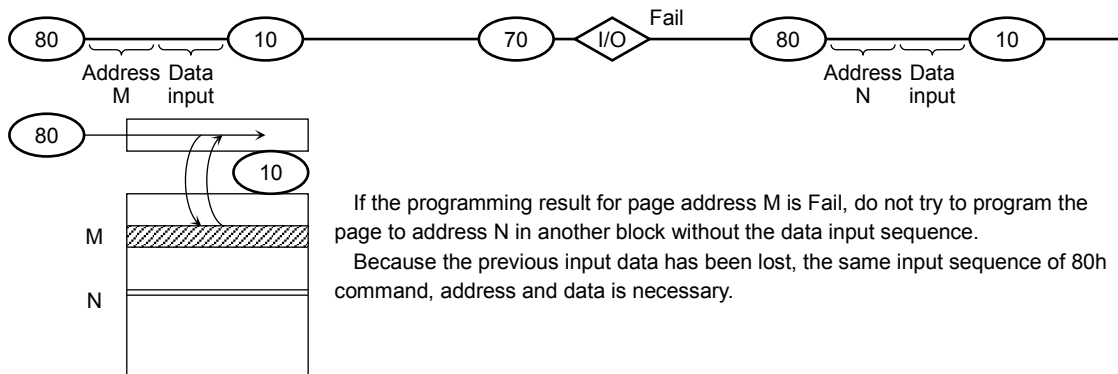 Fail
80 10 70 I/O 80 10
Address Data Address Data
M input N input
80
10
If the programming result for page address M is Fail, do not try to program the
M page to address N in another block without the data input sequence.
Because the previous input data has been lost, the same input sequence of 80h
N command, address and data is necessary.